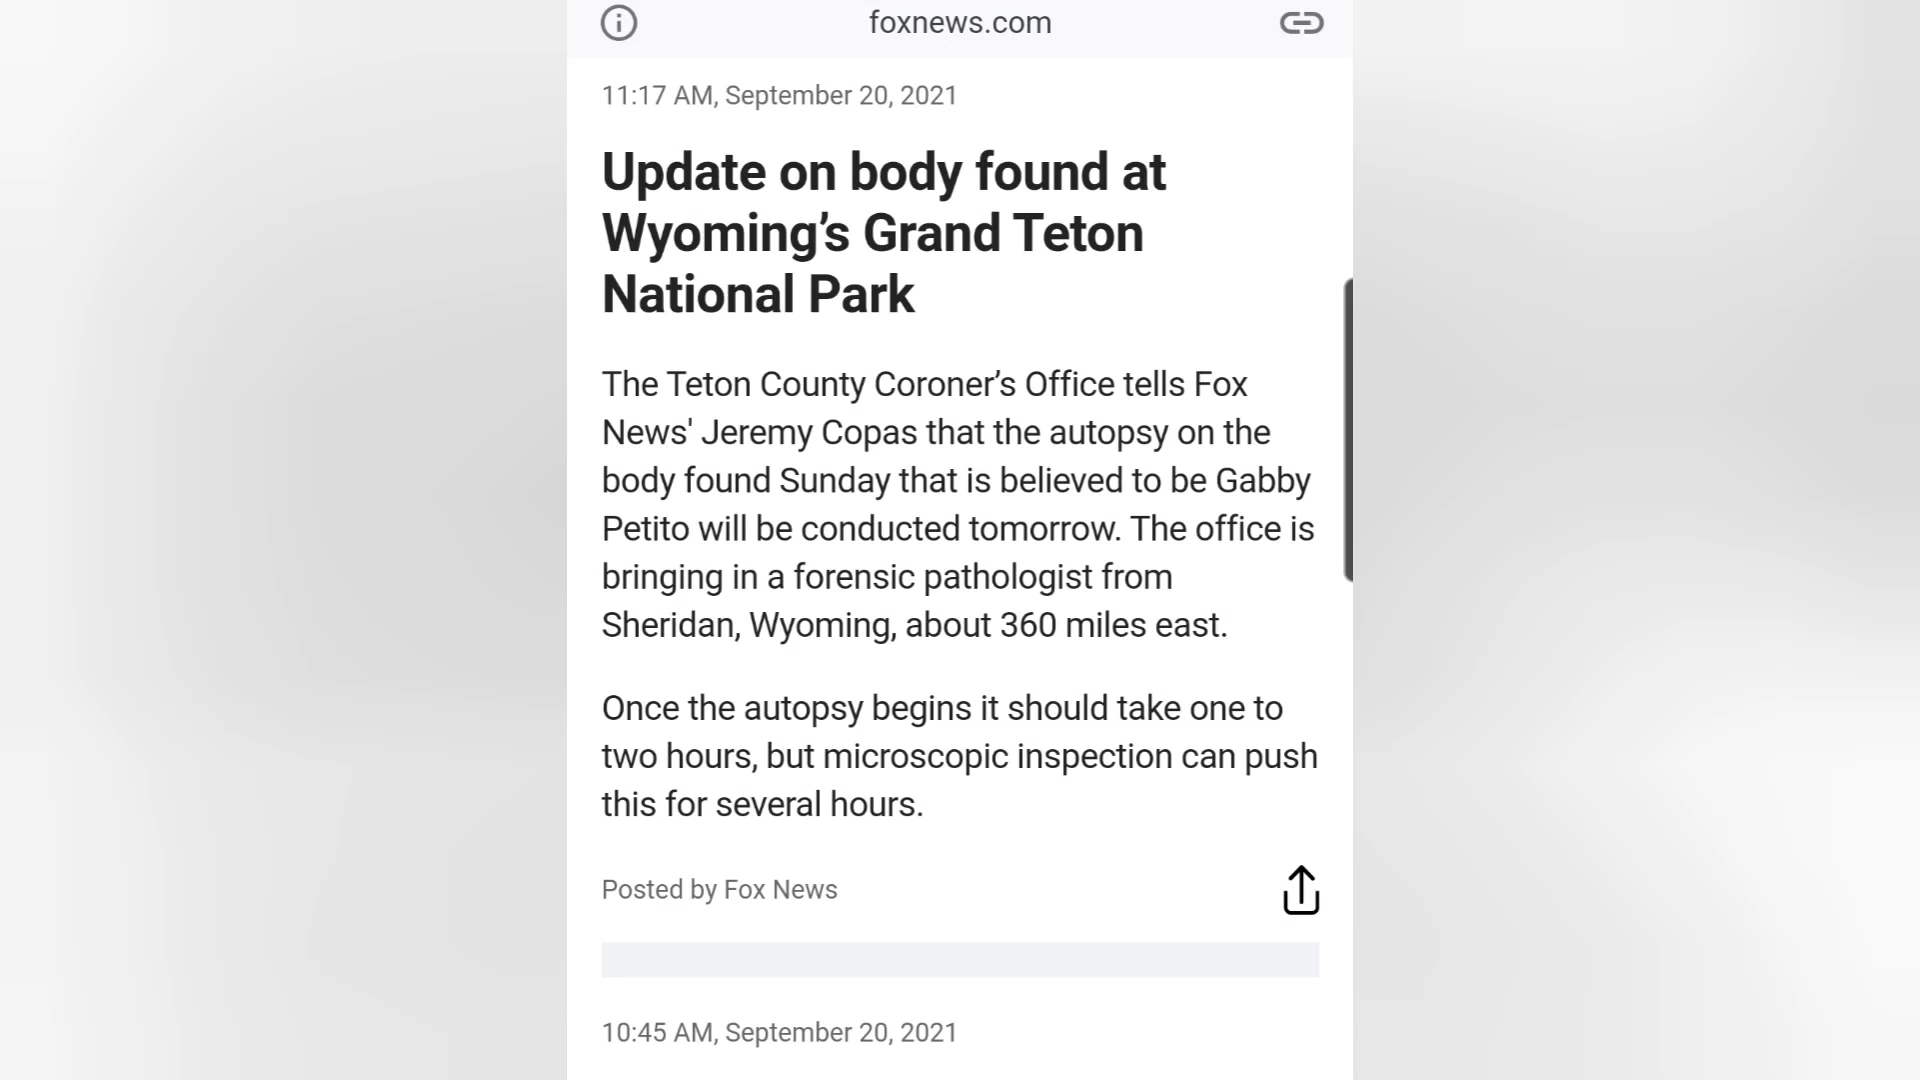 foxnews.com
11:17 AM, September 20, 2021
Update on body found at
Wyoming’s Grand Teton
National Park
The Teton County Coroner’s Office tells Fox
News' Jeremy Copas that the autopsy on the
body found Sunday that is believed to be Gabby
Petito will be conducted tomorrow. The office is
bringing in a forensic pathologist from
Sheridan, Wyoming, about 360 miles east.
Once the autopsy begins it should take one to
two hours, but microscopic inspection can push
this for several hours.
Posted by Fox News
10:45 AM, September 20, 2021